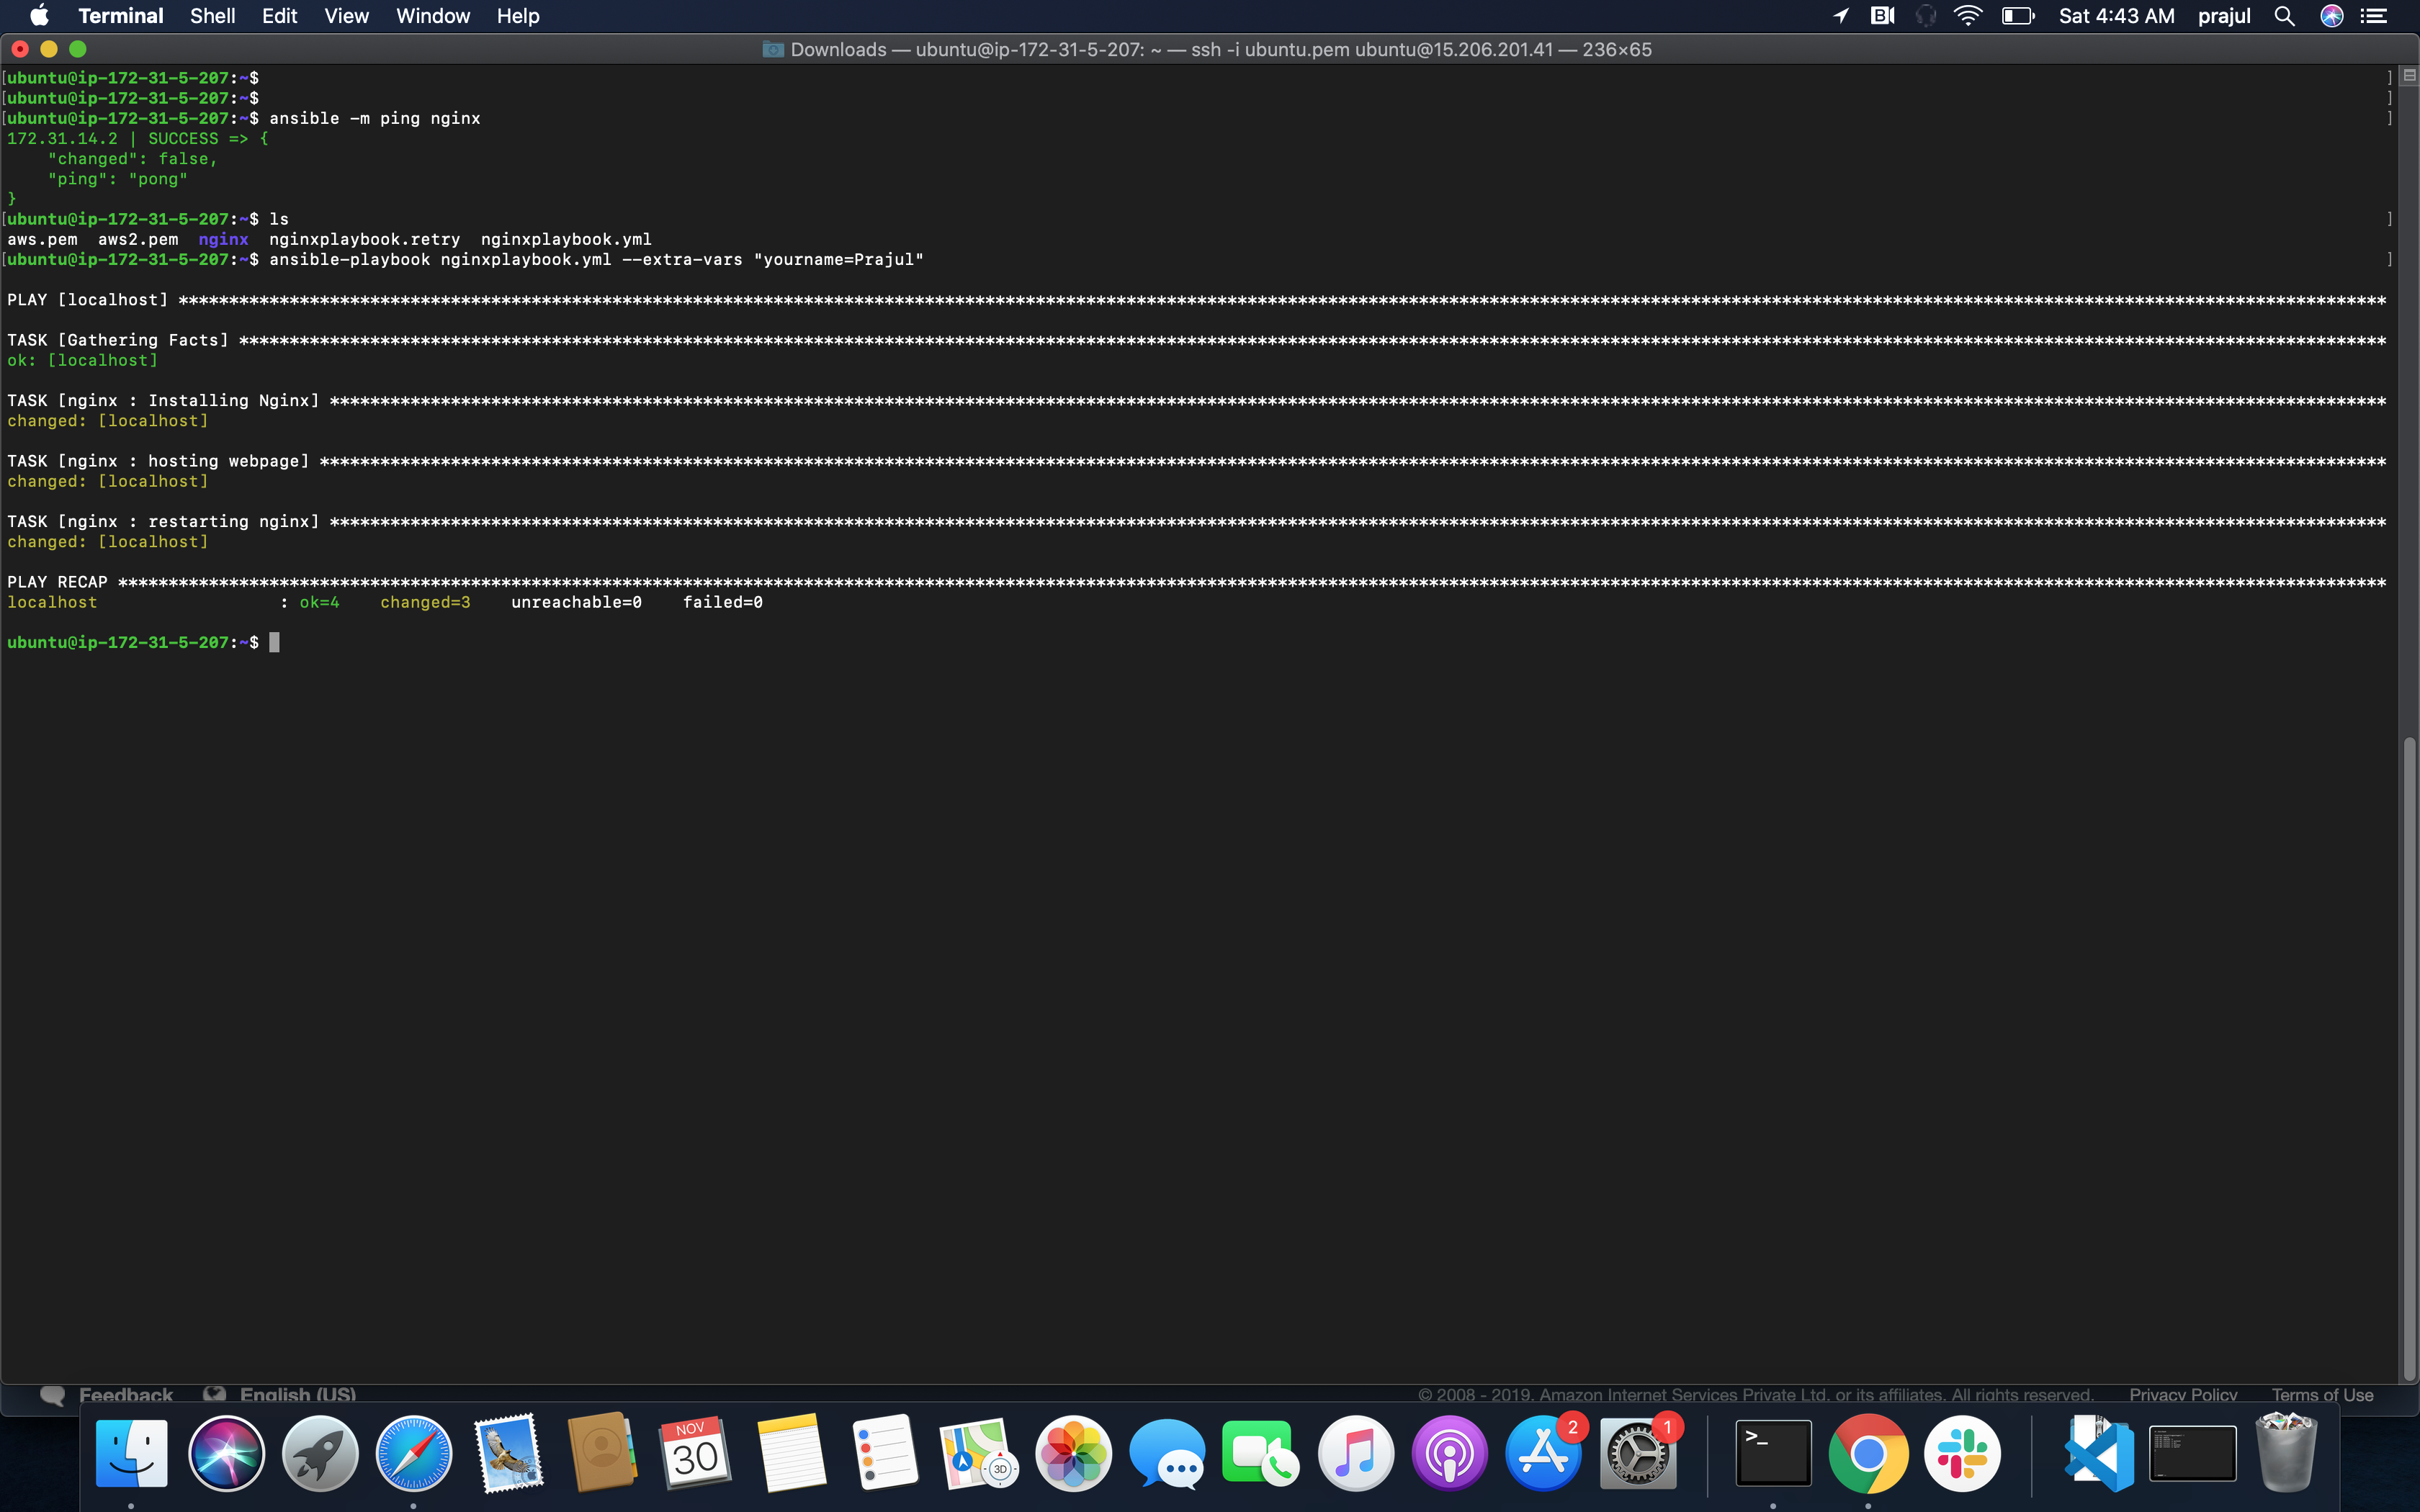 Terminal Shell Edit View Window Help Sat 4:43 AM prajul
Downloads — ubuntu@ip-172-31-5-207: ~ — ssh -i ubuntu.pem ubuntu@15.206.201.41 — 236×65
[ubuntu@ip-172-31-5-207:~$ ]
[ubuntu@ip-172-31-5-207:~$ ]
[ubuntu@ip-172-31-5-207:~$ ansible -m ping nginx ]
172.31.14.2 | SUCCESS => {
    "changed": false,
    "ping": "pong"
}
[ubuntu@ip-172-31-5-207:~$ ls ]
aws.pem  aws2.pem  nginx  nginxplaybook.retry  nginxplaybook.yml
[ubuntu@ip-172-31-5-207:~$ ansible-playbook nginxplaybook.yml --extra-vars "yourname=Prajul" ]
PLAY [localhost] ***************************************************************************************************************************************************************************************************************************
TASK [Gathering Facts] *********************************************************************************************************************************************************************************************************************
ok: [localhost]
TASK [nginx : Installing Nginx] ************************************************************************************************************************************************************************************************************
changed: [localhost]
TASK [nginx : hosting webpage] *************************************************************************************************************************************************************************************************************
changed: [localhost]
TASK [nginx : restarting nginx] ************************************************************************************************************************************************************************************************************
changed: [localhost]
PLAY RECAP *********************************************************************************************************************************************************************************************************************************
localhost                  : ok=4    changed=3    unreachable=0    failed=0
ubuntu@ip-172-31-5-207:~$
Feedback English (US) © 2008 - 2019, Amazon Internet Services Private Ltd. or its affiliates. All rights reserved. Privacy Policy Terms of Use
NOV
30
3D
2
1
>_